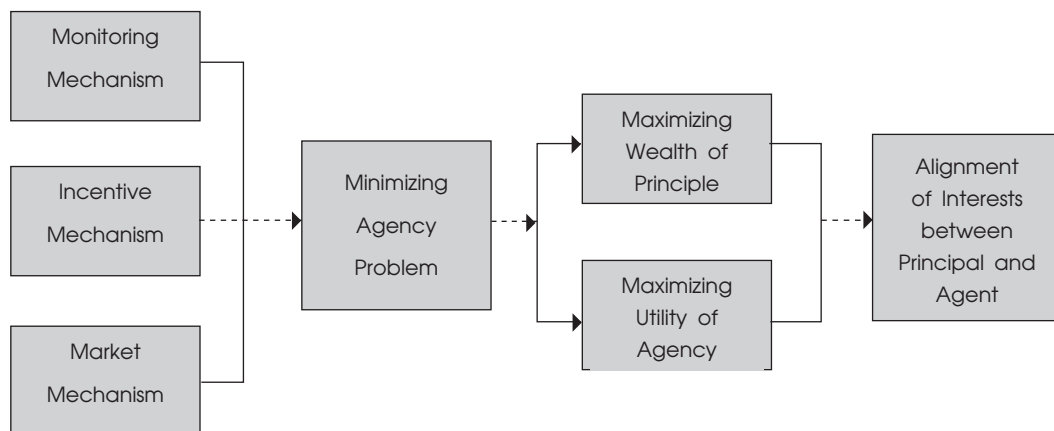 Monitoring
Mechanism
Incentive
Mechanism
Market
Mechanism
Minimizing
Agency
Problem
Maximizing
Wealth of
Principle
Maximizing
Utility of
Agency
Alignment
of Interests
between
Principal and
Agent